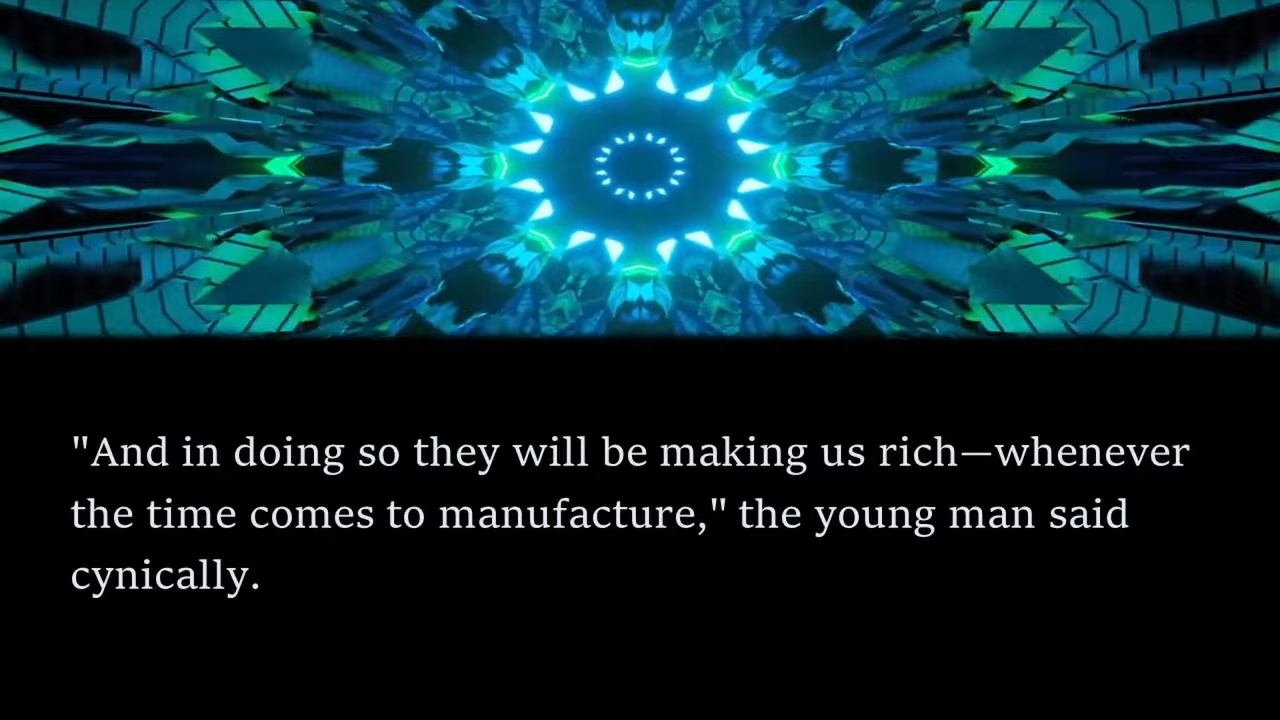 "And in doing so they will be making us rich—whenever
the time comes to manufacture," the young man said
cynically.